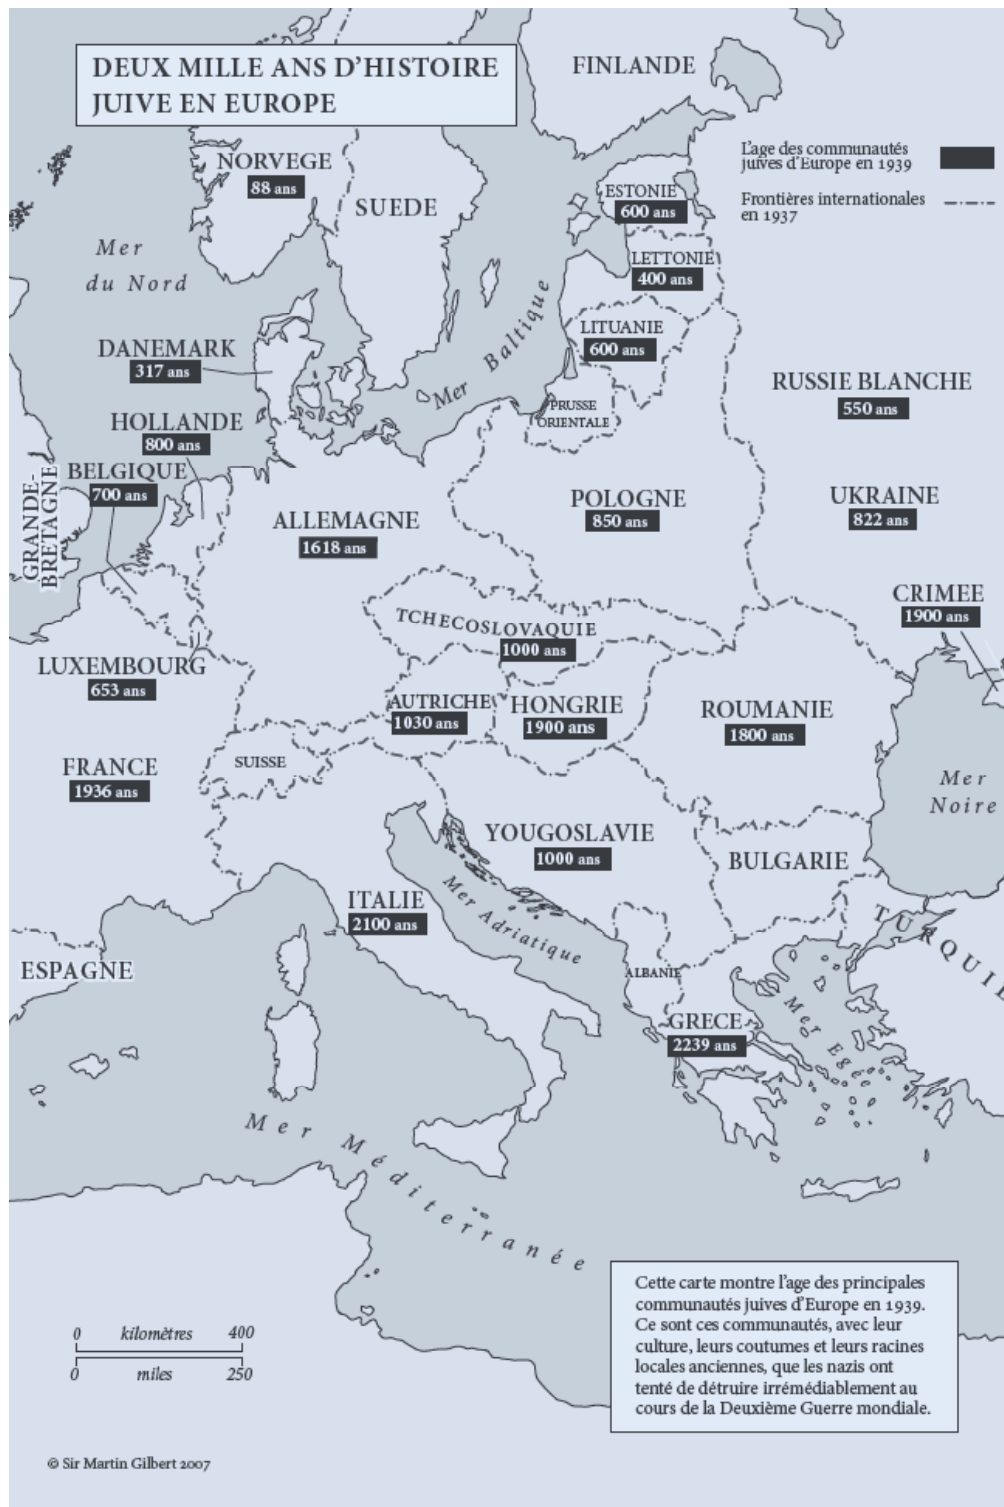 DEUX MILLE ANS D'HISTOIRE
JUIVE EN EUROPE
FINLANDE
L'age des communautés
juives d'Europe en 1939
Frontières internationales
en 1937
NORVEGE
88 ans
SUEDE
ESTONIE
600 ans
LETTONIE
400 ans
Mer
du Nord
Mer Baltique
LITUANIE
600 ans
DANEMARK
317 ans
PRUSSE
ORIENTALE
RUSSIE BLANCHE
550 ans
HOLLANDE
800 ans
BELGIQUE
700 ans
GRANDE-
BRETAGNE
ALLEMAGNE
1618 ans
POLOGNE
850 ans
UKRAINE
822 ans
CRIMEE
1900 ans
TCHECOSLOVAQUIE
1000 ans
LUXEMBOURG
653 ans
AUTRICHE
1030 ans
HONGRIE
1900 ans
ROUMANIE
1800 ans
FRANCE
1936 ans
SUISSE
Mer
Noire
YOUGOSLAVIE
1000 ans
BULGARIE
ITALIE
2100 ans
Mer Adriatique
TURQUIE
ESPAGNE
ALBANIE
GRECE
2239 ans
Mer Egée
Mer Méditerranée
Cette carte montre l'age des principales
communautés juives d'Europe en 1939.
Ce sont ces communautés, avec leur
culture, leurs coutumes et leurs racines
locales anciennes, que les nazis ont
tenté de détruire irrémédiablement au
cours de la Deuxième Guerre mondiale.
0 kilomètres 400
0 miles 250
© Sir Martin Gilbert 2007